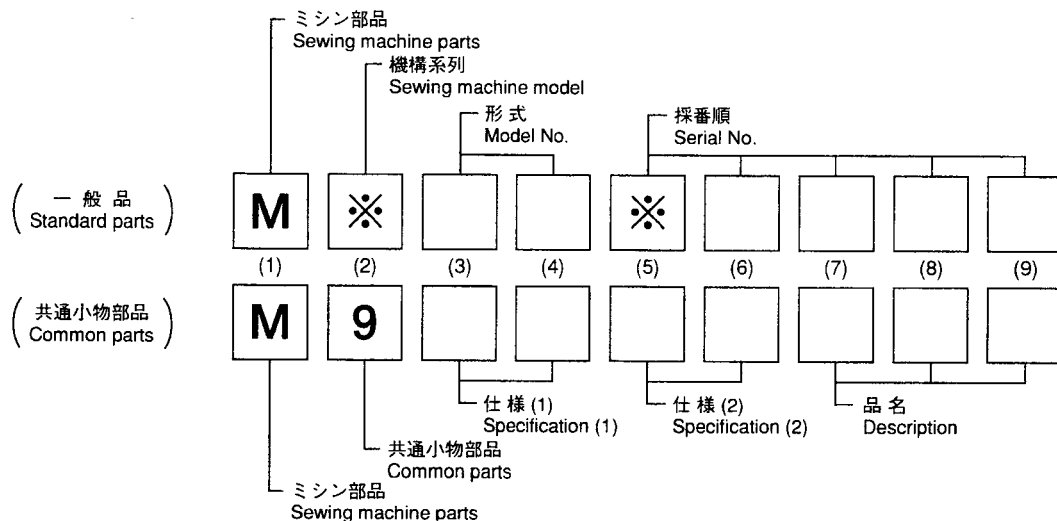 ミシン部品
Sewing machine parts
機構系列
Sewing machine model
形式
Model No.
採番順
Serial No.
( 一般品 )
Standard parts
M ※ ※
(1) (2) (3) (4) (5) (6) (7) (8) (9)
( 共通小物部品 )
Common parts
M 9
仕様 (1)
Specification (1)
仕様 (2)
Specification (2)
品名
Description
共通小物部品
Common parts
ミシン部品
Sewing machine parts